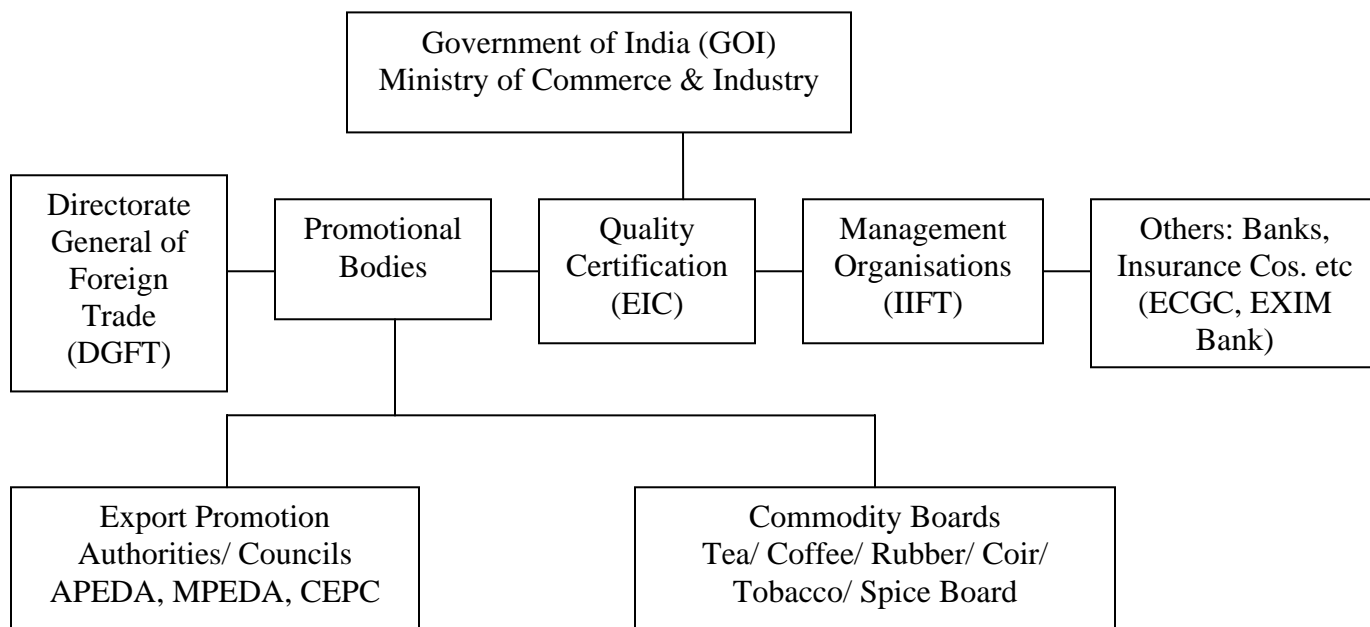 Government of India (GOI)
Ministry of Commerce & Industry
Directorate
General of
Foreign
Trade
(DGFT)
Promotional
Bodies
Quality
Certification
(EIC)
Management
Organisations
(IIFT)
Others: Banks,
Insurance Cos. etc
(ECGC, EXIM
Bank)
Export Promotion
Authorities/ Councils
APEDA, MPEDA, CEPC
Commodity Boards
Tea/ Coffee/ Rubber/ Coir/
Tobacco/ Spice Board